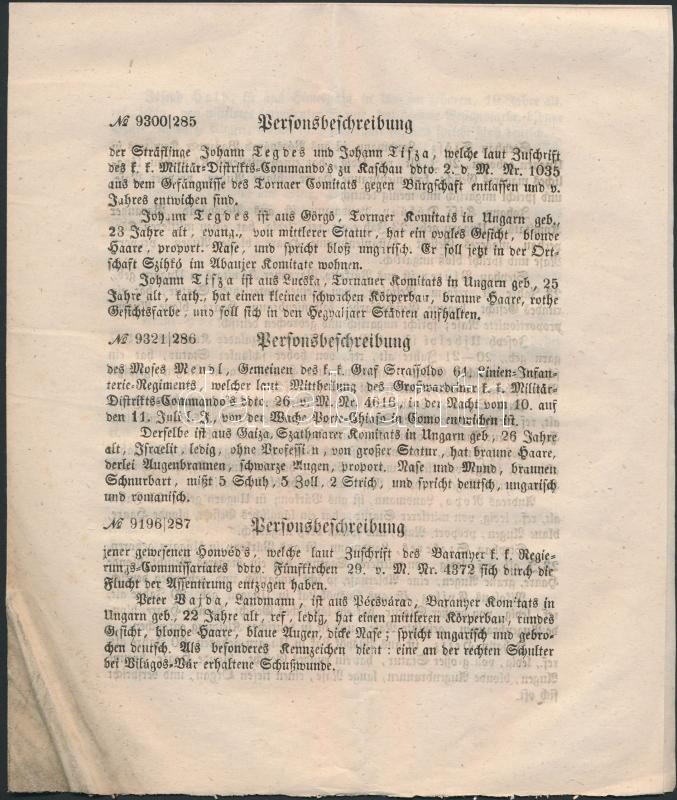 № 9300|285 Personsbeschreibung
der Sträflinge Johann Tegdes und Johann Tisza, welche laut Zuschrift
des k. k. Militär-Distrikts-Commando's zu Kaschau ddto. 2. d M. Nr. 1035
aus dem Gefängnisse des Tornaer Comitats gegen Bürgschaft entlassen und v.
Jahres entwichen sind.
Johann Tegdes ist aus Görgö, Tornaer Komitats in Ungarn geb.,
23 Jahre alt, evang., von mittlerer Statur, hat ein ovales Gesicht, blonde
Haare, proport. Nase, und spricht bloß ungarisch. Er soll jetzt in der Ort-
schaft Szihkó im Abaujer Komitate wohnen.
Johann Tisza ist aus Lucska, Tornauer Komitats in Ungarn geb, 25
Jahre alt, kath., hat einen kleinen schwachen Körperbau, braune Haare, rothe
Gesichtsfarbe, und soll sich in den Hegyaljaer Städten aufhalten.
№ 9321|286 Personsbeschreibung
des Moses Mendl, Gemeinen des k. k. Graf Strassoldo 61. Linien-Infan-
terie-Regiments, welcher laut Mittheilung des Großwardeiner k. k. Militär-
Distrikts-Commando's ddto. 26. v. M. Nr. 4613, in der Nacht vom 10. auf
den 11. Juli l. J., von der Wache Porte-Chiaso in Como entwichen ist.
Derselbe ist aus Gaiza, Szathmarer Komitats in Ungarn geb, 26 Jahre
alt, Israelit, ledig, ohne Profession, von großer Statur, hat braune Haare,
derlei Augenbraunen, schwarze Augen, proport. Nase und Mund, braunen
Schnurbart, mißt 5 Schuh, 5 Zoll, 2 Strich, und spricht deutsch, ungarisch
und romanisch.
№ 9196|287 Personsbeschreibung
jener gewesenen Honvéd's, welche laut Zuschrift des Baranyer k. k. Regie-
rungs-Commissariates ddto. Fünfkirchen 29. v. M. Nr. 4372 sich durch die
Flucht der Assentirung entzogen haben.
Peter Vajda, Landmann, ist aus Pécsvárad, Baranyer Komitats in
Ungarn geb., 22 Jahre alt, ref, ledig, hat einen mittleren Körperbau, rundes
Gesicht, blonde Haare, blaue Augen, dicke Nase; spricht ungarisch und gebro-
chen deutsch. Als besonderes Kennzeichen dient: eine an der rechten Schulter
bei Világos-Vár erhaltene Schußwunde.